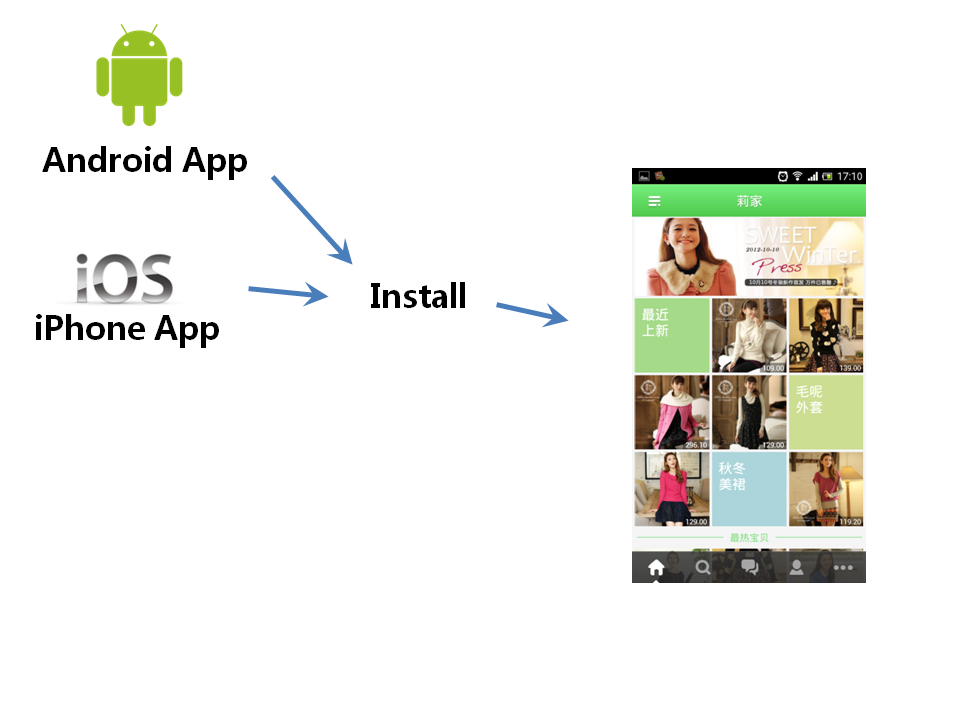 Android App
iOS
iPhone App
Install
17:10
莉家
SWEET
2012-10-10
WinTer.
Press
10月10号冬装新作首发 万件已售罄
最近
上新
109.00
139.00
296.10
129.00
毛呢
外套
129.00
秋冬
美裙
119.20
最热宝贝